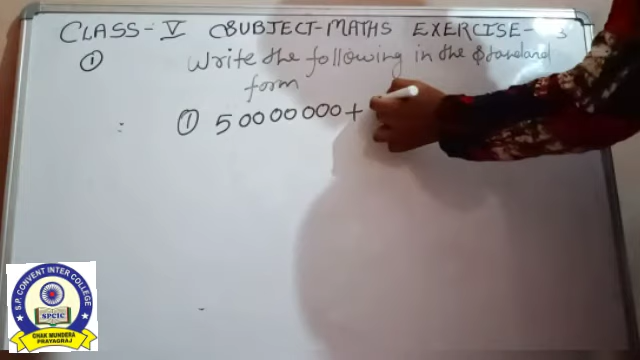 CLASS-V SUBJECT-MATHS EXERCISE-3
① Write the following in the standard
form
① 50000000+
S.P. CONVENT INTER COLLEGE
SPCIC
CHAK MUNDERA
PRAYAGRAJ